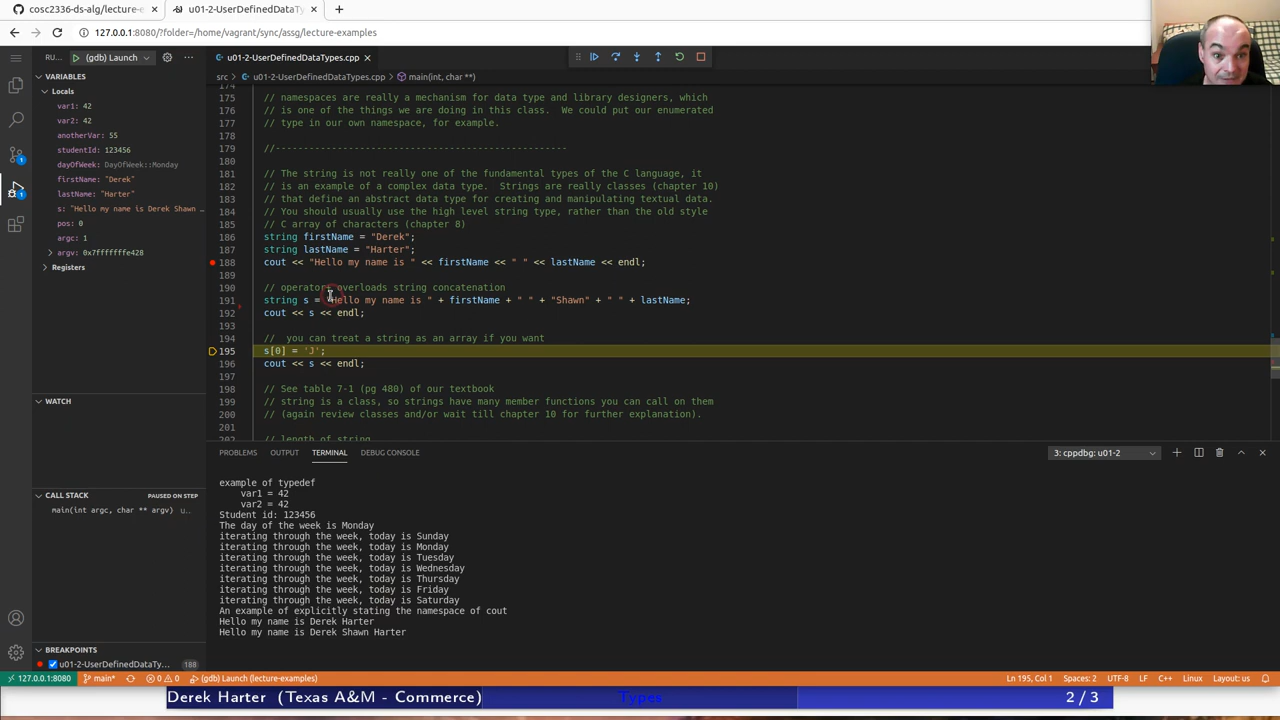 cosc2336-ds-alg/lecture-e
u01-2-UserDefinedDataT
127.0.0.1:8080/?folder=/home/vagrant/sync/assg/lecture-examples
RU...
(gdb) Launch
u01-2-UserDefinedDataTypes.cpp
VARIABLES
src > u01-2-UserDefinedDataTypes.cpp > main(int, char **)
Locals
var1: 42
var2: 42
anotherVar: 55
studentId: 123456
dayOfWeek: DayOfWeek::Monday
firstName: "Derek"
lastName: "Harter"
s: "Hello my name is Derek Shawn ...
pos: 0
argc: 1
argv: 0x7fffffffe428
Registers
174
175 // namespaces are really a mechanism for data type and library designers, which
176 // is one of the things we are doing in this class.  We could put our enumerated
177 // type in our own namespace, for example.
178
179 //---------------------------------------------------
180
181 // The string is not really one of the fundamental types of the C language, it
182 // is an example of a complex data type.  Strings are really classes (chapter 10)
183 // that define an abstract data type for creating and manipulating textual data.
184 // You should usually use the high level string type, rather than the old style
185 // C array of characters (chapter 8)
186 string firstName = "Derek";
187 string lastName = "Harter";
188 cout << "Hello my name is " << firstName << " " << lastName << endl;
189
190 // operator+ overloads string concatenation
191 string s = "Hello my name is " + firstName + " " + "Shawn" + " " + lastName;
192 cout << s << endl;
193
194 //  you can treat a string as an array if you want
195 s[0] = 'J';
196 cout << s << endl;
197
198 // See table 7-1 (pg 480) of our textbook
199 // string is a class, so strings have many member functions you can call on them
200 // (again review classes and/or wait till chapter 10 for further explanation).
201
202 // length of string
WATCH
CALL STACK
PAUSED ON STEP
main(int argc, char ** argv) u...
BREAKPOINTS
u01-2-UserDefinedDataTy... 188
PROBLEMS OUTPUT TERMINAL DEBUG CONSOLE
3: cppdbg: u01-2
example of typedef
var1 = 42
var2 = 42
Student id: 123456
The day of the week is Monday
iterating through the week, today is Sunday
iterating through the week, today is Monday
iterating through the week, today is Tuesday
iterating through the week, today is Wednesday
iterating through the week, today is Thursday
iterating through the week, today is Friday
iterating through the week, today is Saturday
An example of explicitly stating the namespace of cout
Hello my name is Derek Harter
Hello my name is Derek Shawn Harter
127.0.0.1:8080 main* 0 0 (gdb) Launch (lecture-examples)
Ln 195, Col 1 Spaces: 2 UTF-8 LF C++ Linux Layout: us
Derek Harter (Texas A&M - Commerce) Types 2 / 3